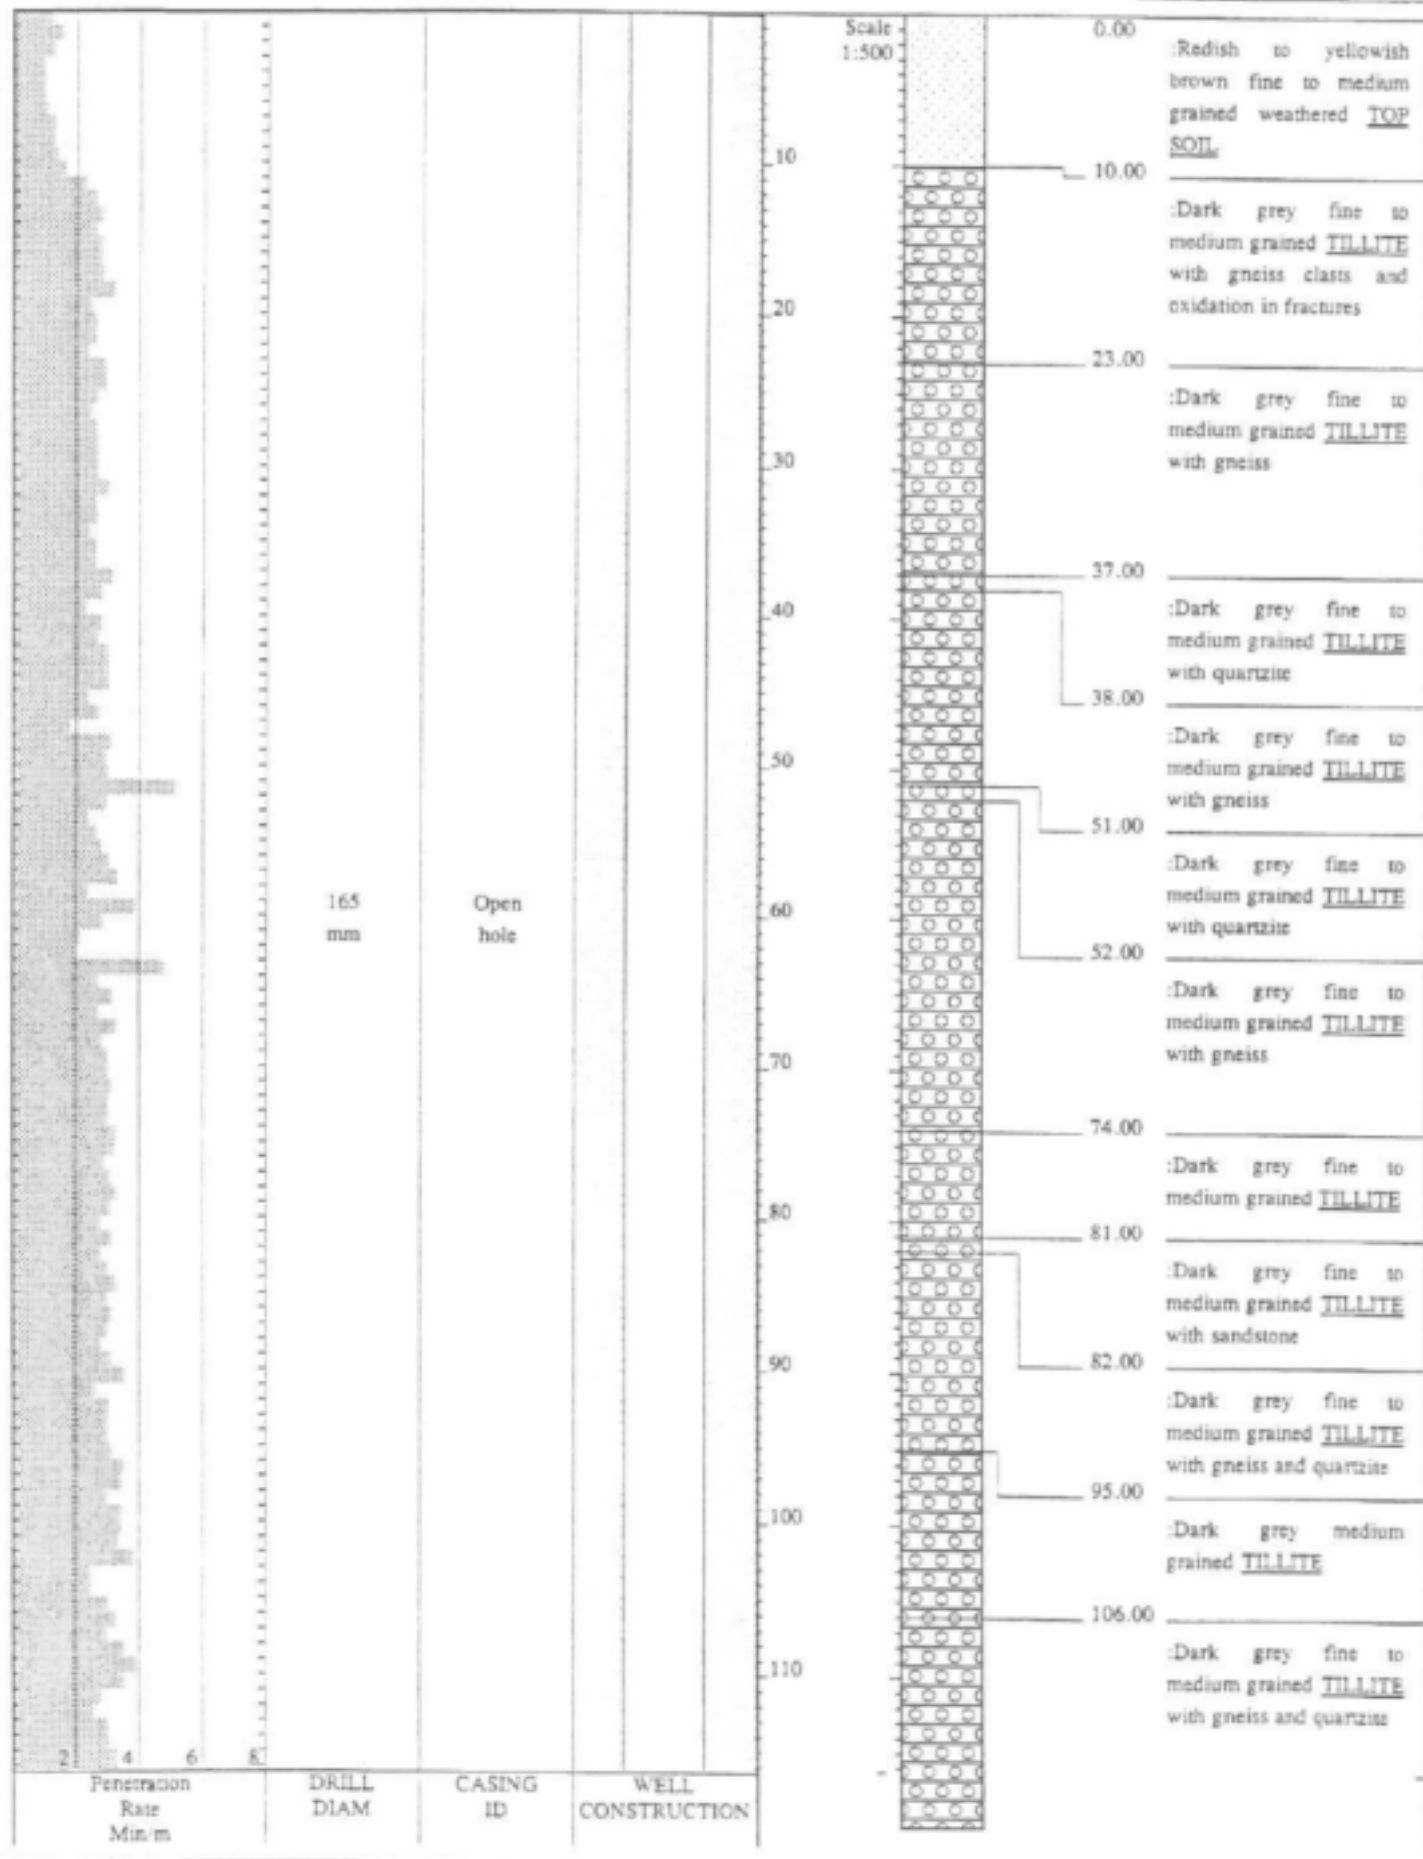 Scale
1:500
0.00
:Redish to yellowish
brown fine to medium
grained weathered TOP
SOIL
10
10.00
:Dark grey fine to
medium grained TILLITE
with gneiss clasts and
oxidation in fractures
20
23.00
:Dark grey fine to
medium grained TILLITE
with gneiss
30
37.00
:Dark grey fine to
medium grained TILLITE
with quartzite
40
38.00
:Dark grey fine to
medium grained TILLITE
with gneiss
50
51.00
:Dark grey fine to
medium grained TILLITE
with quartzite
165
mm
Open
hole
60
52.00
:Dark grey fine to
medium grained TILLITE
with gneiss
70
74.00
:Dark grey fine to
medium grained TILLITE
80
81.00
:Dark grey fine to
medium grained TILLITE
with sandstone
90
82.00
:Dark grey fine to
medium grained TILLITE
with gneiss and quartzite
95.00
100
:Dark grey medium
grained TILLITE
106.00
110
:Dark grey fine to
medium grained TILLITE
with gneiss and quartzite
2 4 6 8
Penetration
Rate
Min/m
DRILL
DIAM
CASING
ID
WELL
CONSTRUCTION